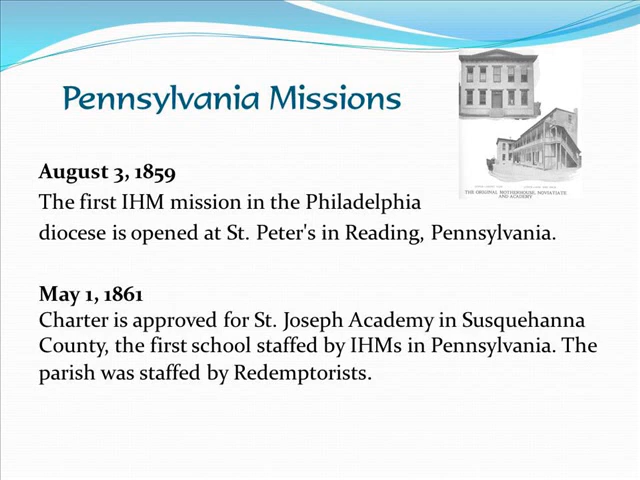 Pennsylvania Missions
THE ORIGINAL MOTHERHOUSE, NOVITIATE
AND ACADEMY
August 3, 1859
The first IHM mission in the Philadelphia
diocese is opened at St. Peter's in Reading, Pennsylvania.
May 1, 1861
Charter is approved for St. Joseph Academy in Susquehanna
County, the first school staffed by IHMs in Pennsylvania. The
parish was staffed by Redemptorists.